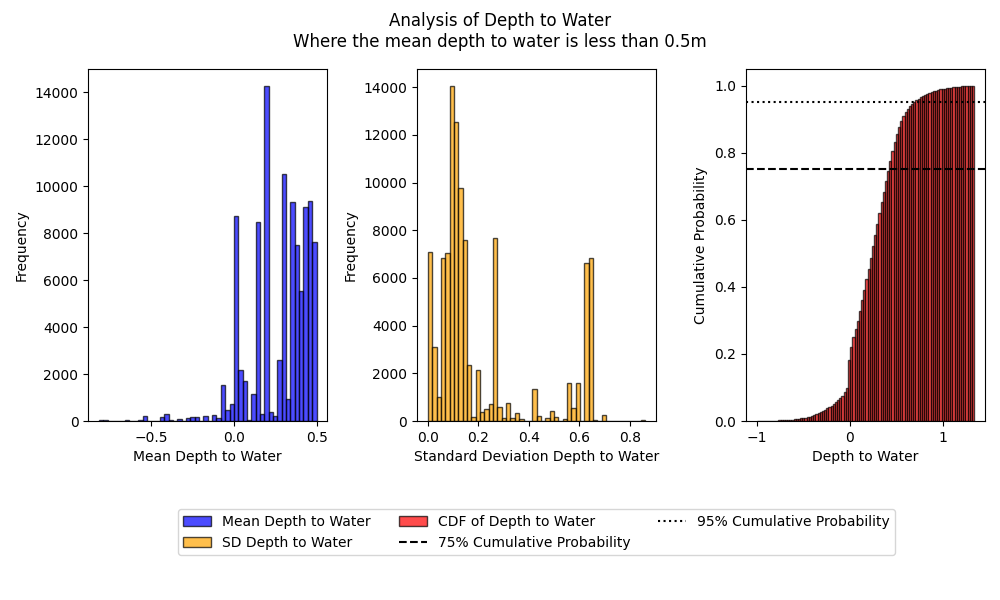 Analysis of Depth to Water
Where the mean depth to water is less than 0.5m
14000
12000
10000
8000
6000
4000
2000
0
Frequency
−0.5
0.0
0.5
Mean Depth to Water
14000
12000
10000
8000
6000
4000
2000
0
Frequency
0.0
0.2
0.4
0.6
0.8
Standard Deviation Depth to Water
1.0
0.8
0.6
0.4
0.2
0.0
Cumulative Probability
−1
0
1
Depth to Water
Mean Depth to Water
SD Depth to Water
CDF of Depth to Water
75% Cumulative Probability
95% Cumulative Probability